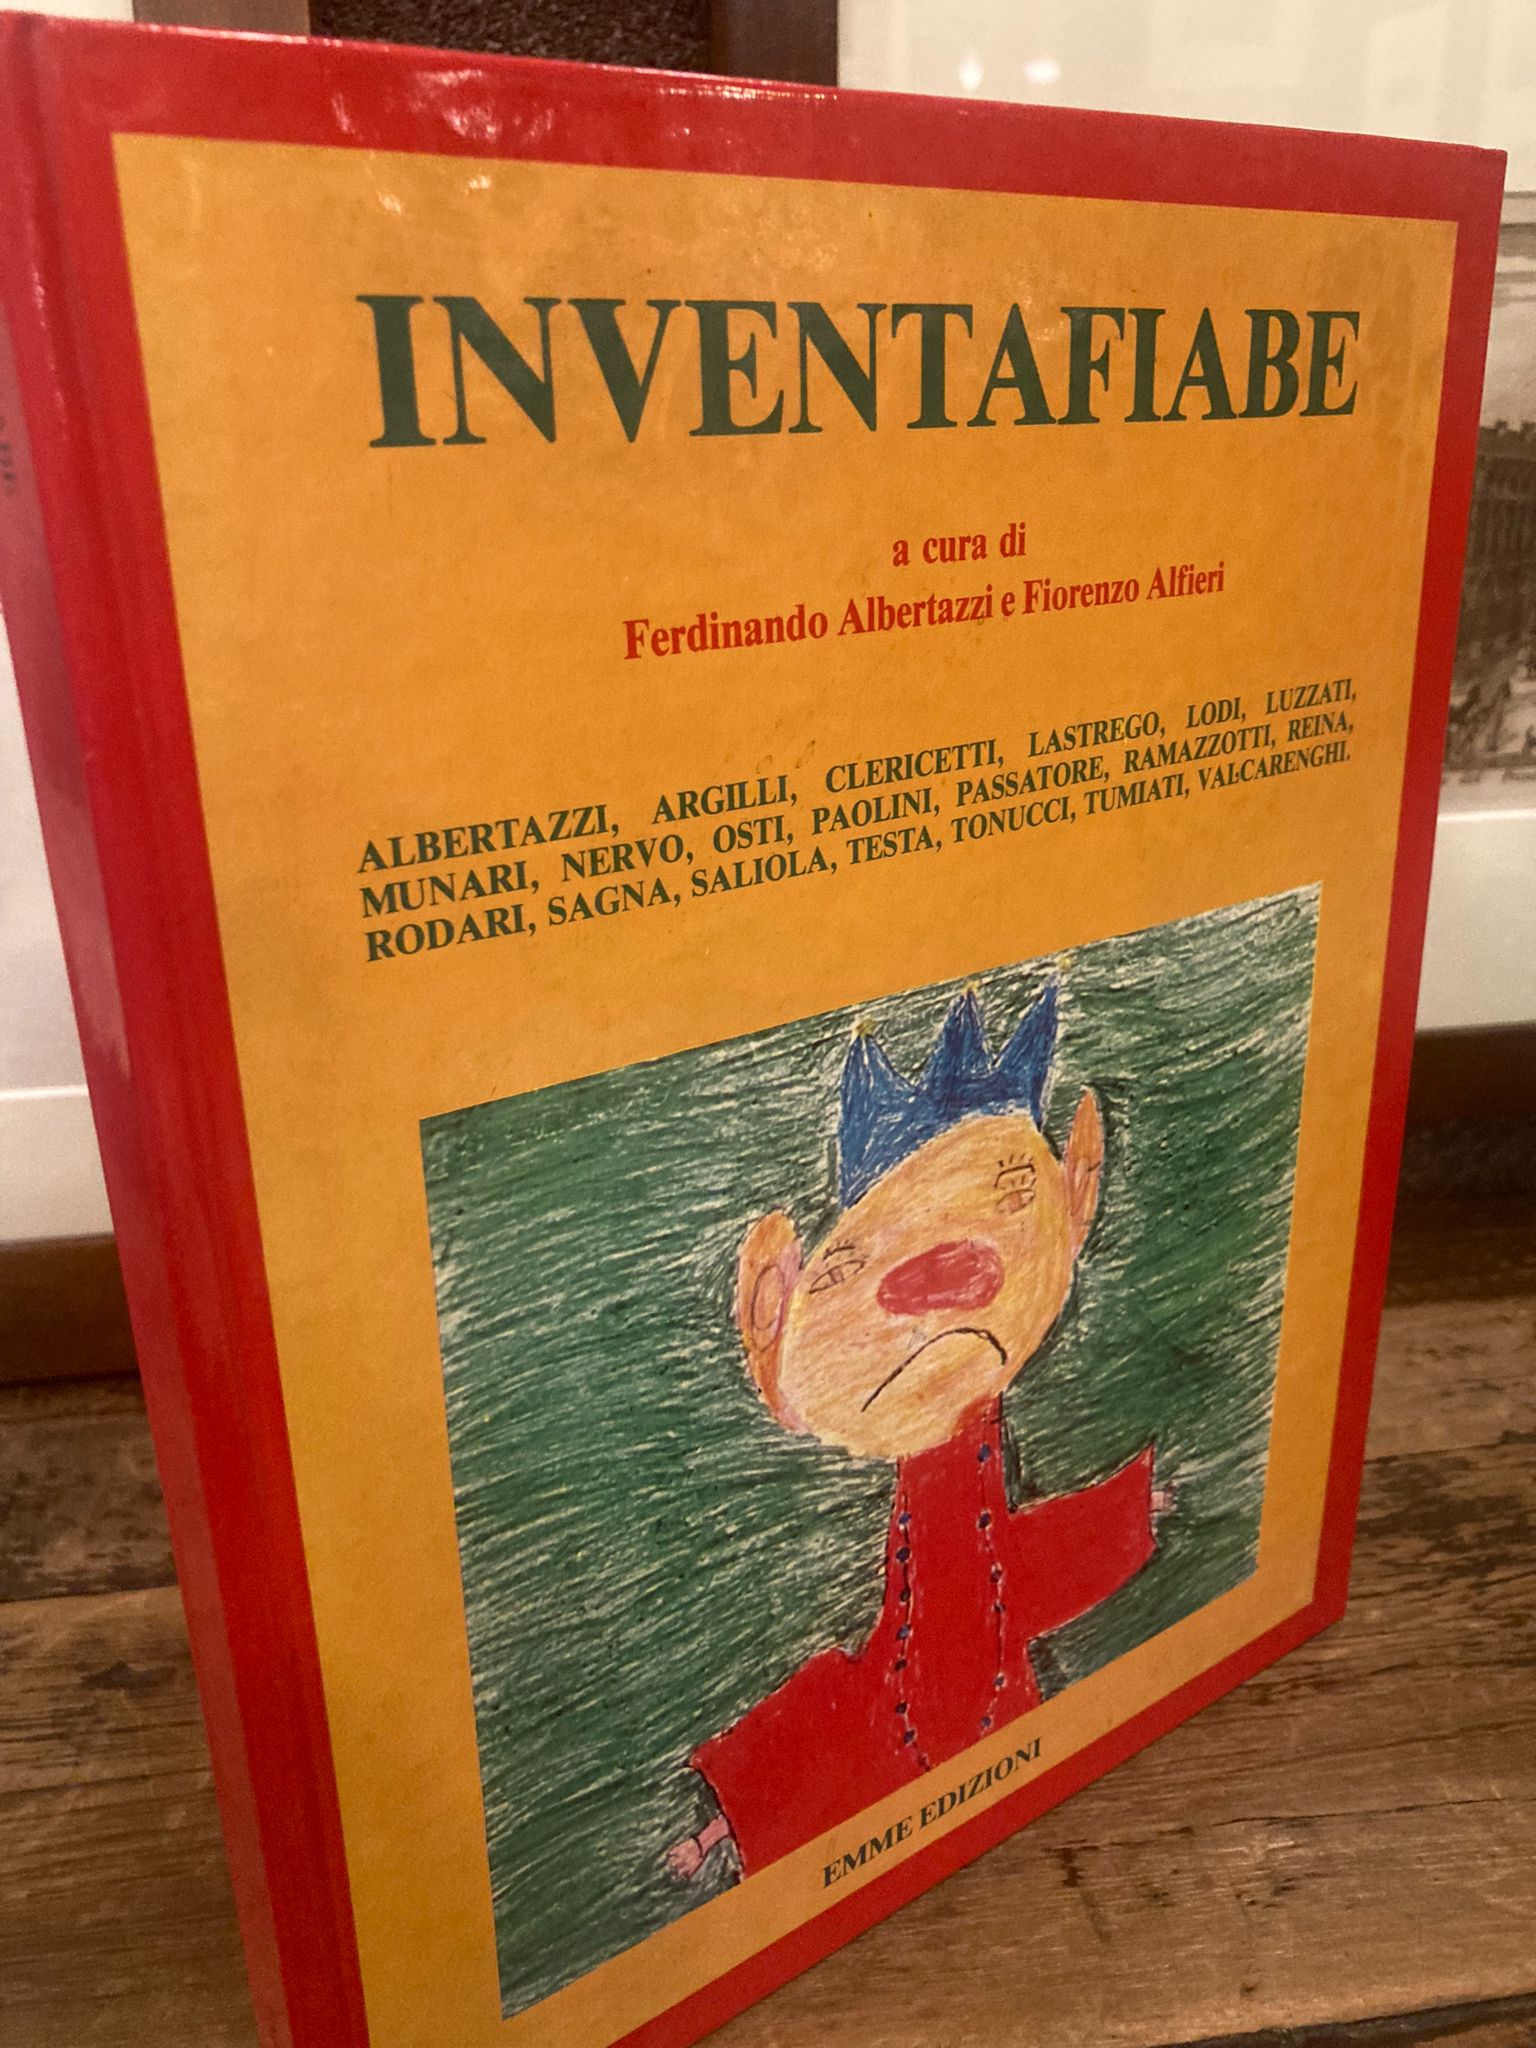 INVENTAFIABE
a cura di
Ferdinando Albertazzi e Fiorenzo Alfieri
ALBERTAZZI, ARGILLI, CLERICETTI, LASTREGO, LODI, LUZZATI,
MUNARI, NERVO, OSTI, PAOLINI, PASSATORE, RAMAZZOTTI, REINA,
RODARI, SAGNA, SALIOLA, TESTA, TONUCCI, TUMIATI, VALCARENGHI.
EMME EDIZIONI